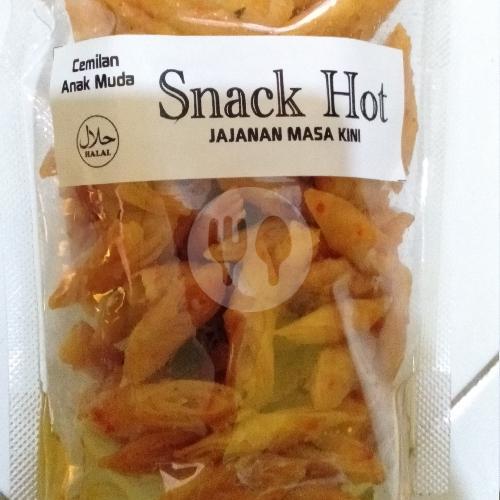 Cemilan
Anak Muda
Snack Hot
JAJANAN MASA KINI
حلال
HALAL